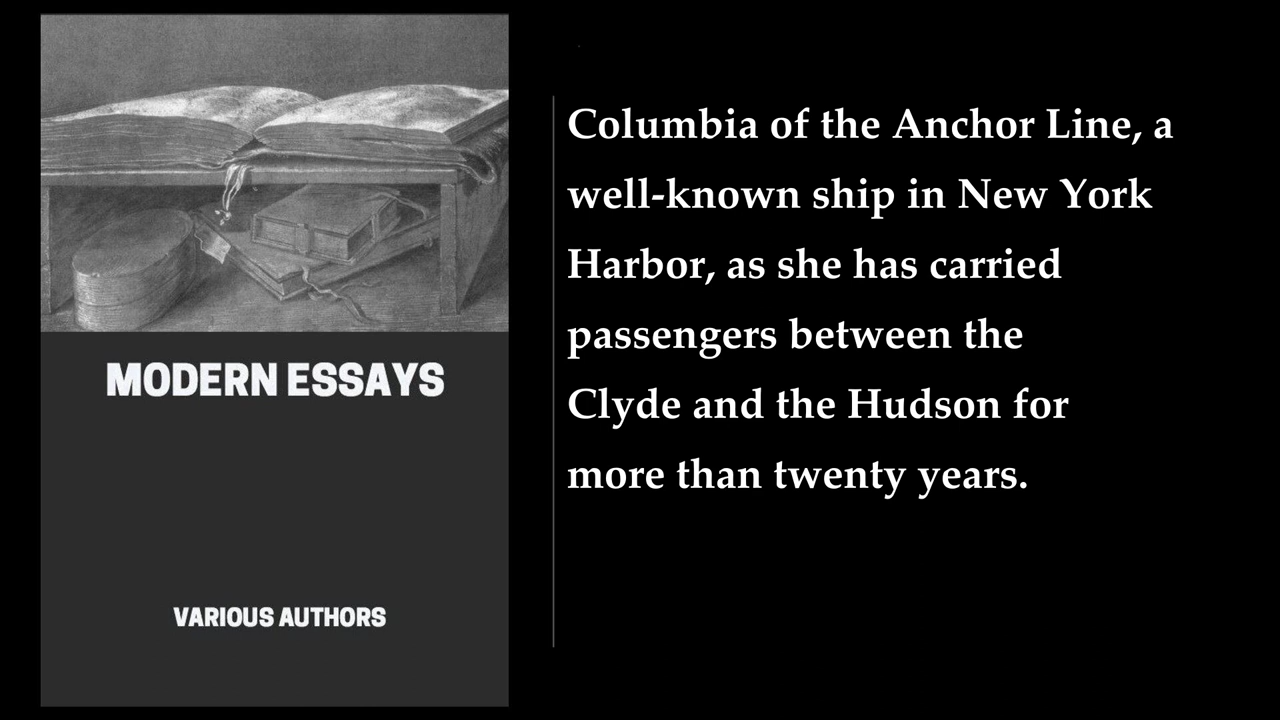 MODERN ESSAYS
VARIOUS AUTHORS
Columbia of the Anchor Line, a
well-known ship in New York
Harbor, as she has carried
passengers between the
Clyde and the Hudson for
more than twenty years.